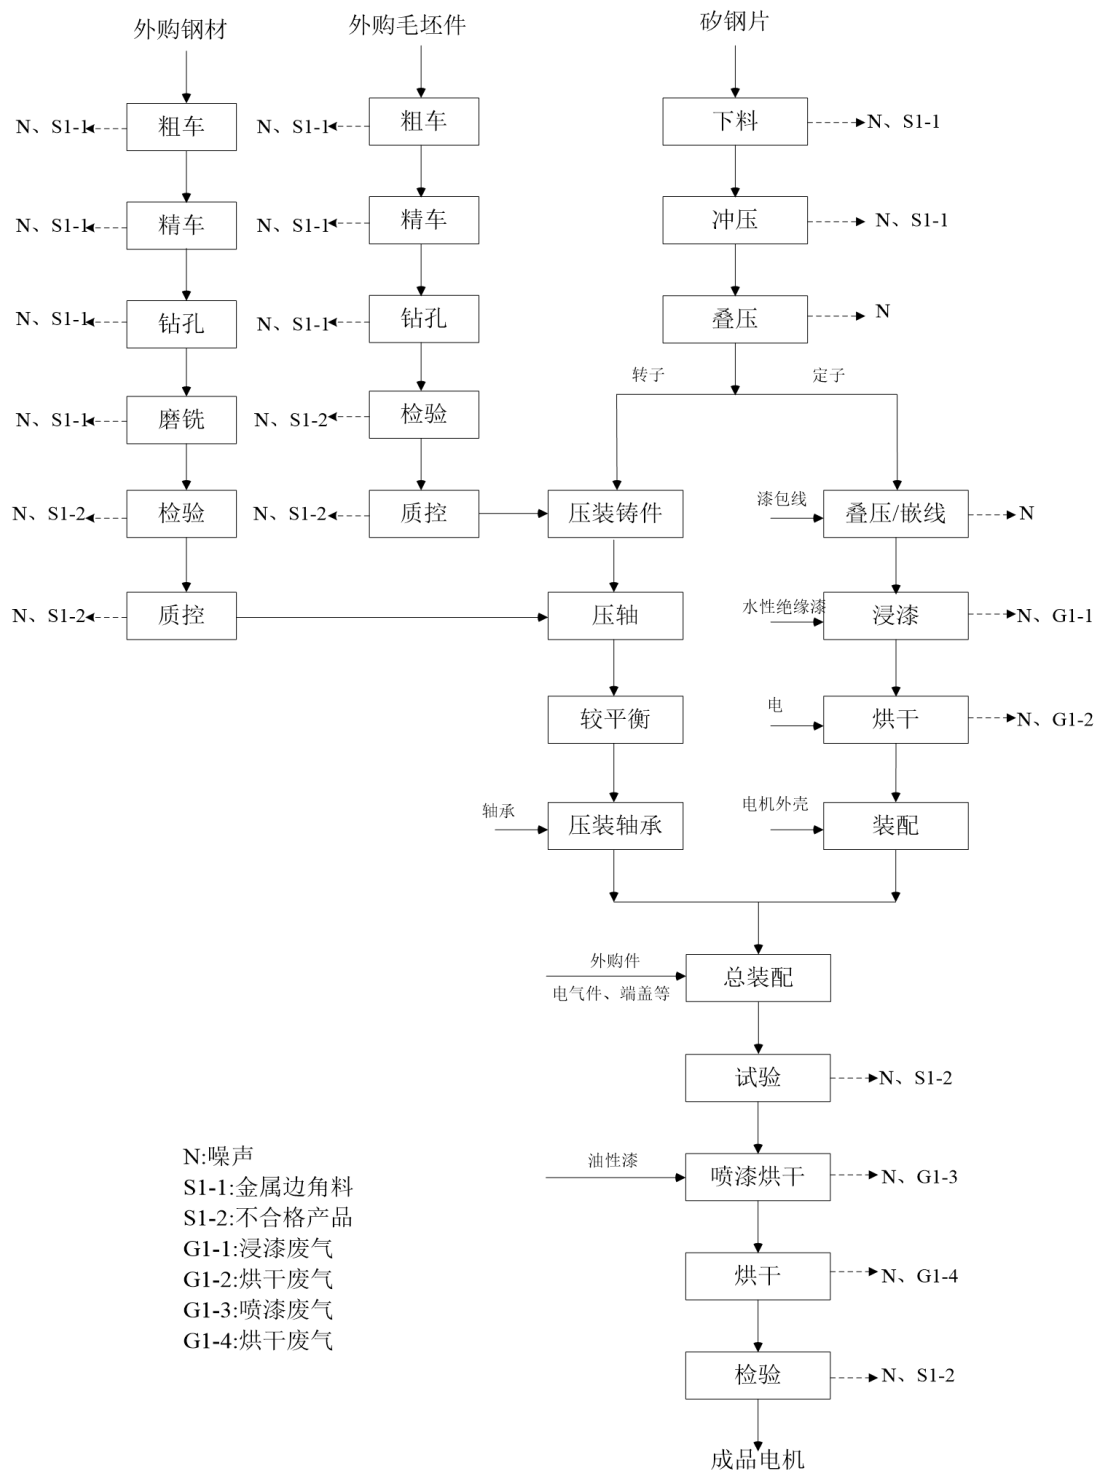 外购钢材
外购毛坯件
矽钢片
N、S1-1
粗车
N、S1-1
粗车
下料
N、S1-1
N、S1-1
精车
N、S1-1
精车
冲压
N、S1-1
N、S1-1
钻孔
N、S1-1
钻孔
叠压
N
转子
定子
N、S1-1
磨铣
N、S1-2
检验
N、S1-2
检验
N、S1-2
质控
压装铸件
漆包线
叠压/嵌线
N
N、S1-2
质控
压轴
水性绝缘漆
浸漆
N、G1-1
较平衡
电
烘干
N、G1-2
轴承
压装轴承
电机外壳
装配
外购件
电气件、端盖等
总装配
试验
N、S1-2
油性漆
喷漆烘干
N、G1-3
烘干
N、G1-4
检验
N、S1-2
成品电机
N:噪声
S1-1:金属边角料
S1-2:不合格产品
G1-1:浸漆废气
G1-2:烘干废气
G1-3:喷漆废气
G1-4:烘干废气